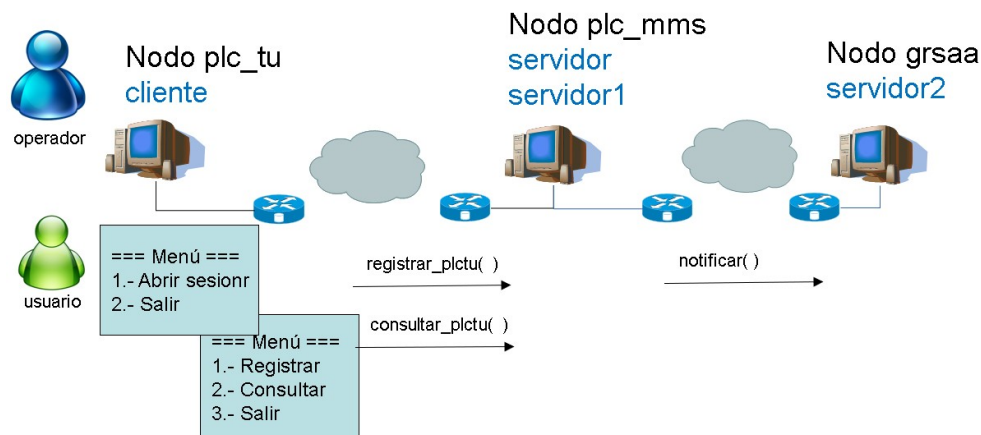 Nodo plc_tu
cliente
Nodo plc_mms
servidor
servidor1
Nodo grsaa
servidor2
operador
usuario
=== Menú ===
1.- Abrir sesionr
2.- Salir
registrar_plctu( )
notificar( )
consultar_plctu( )
=== Menú ===
1.- Registrar
2.- Consultar
3.- Salir